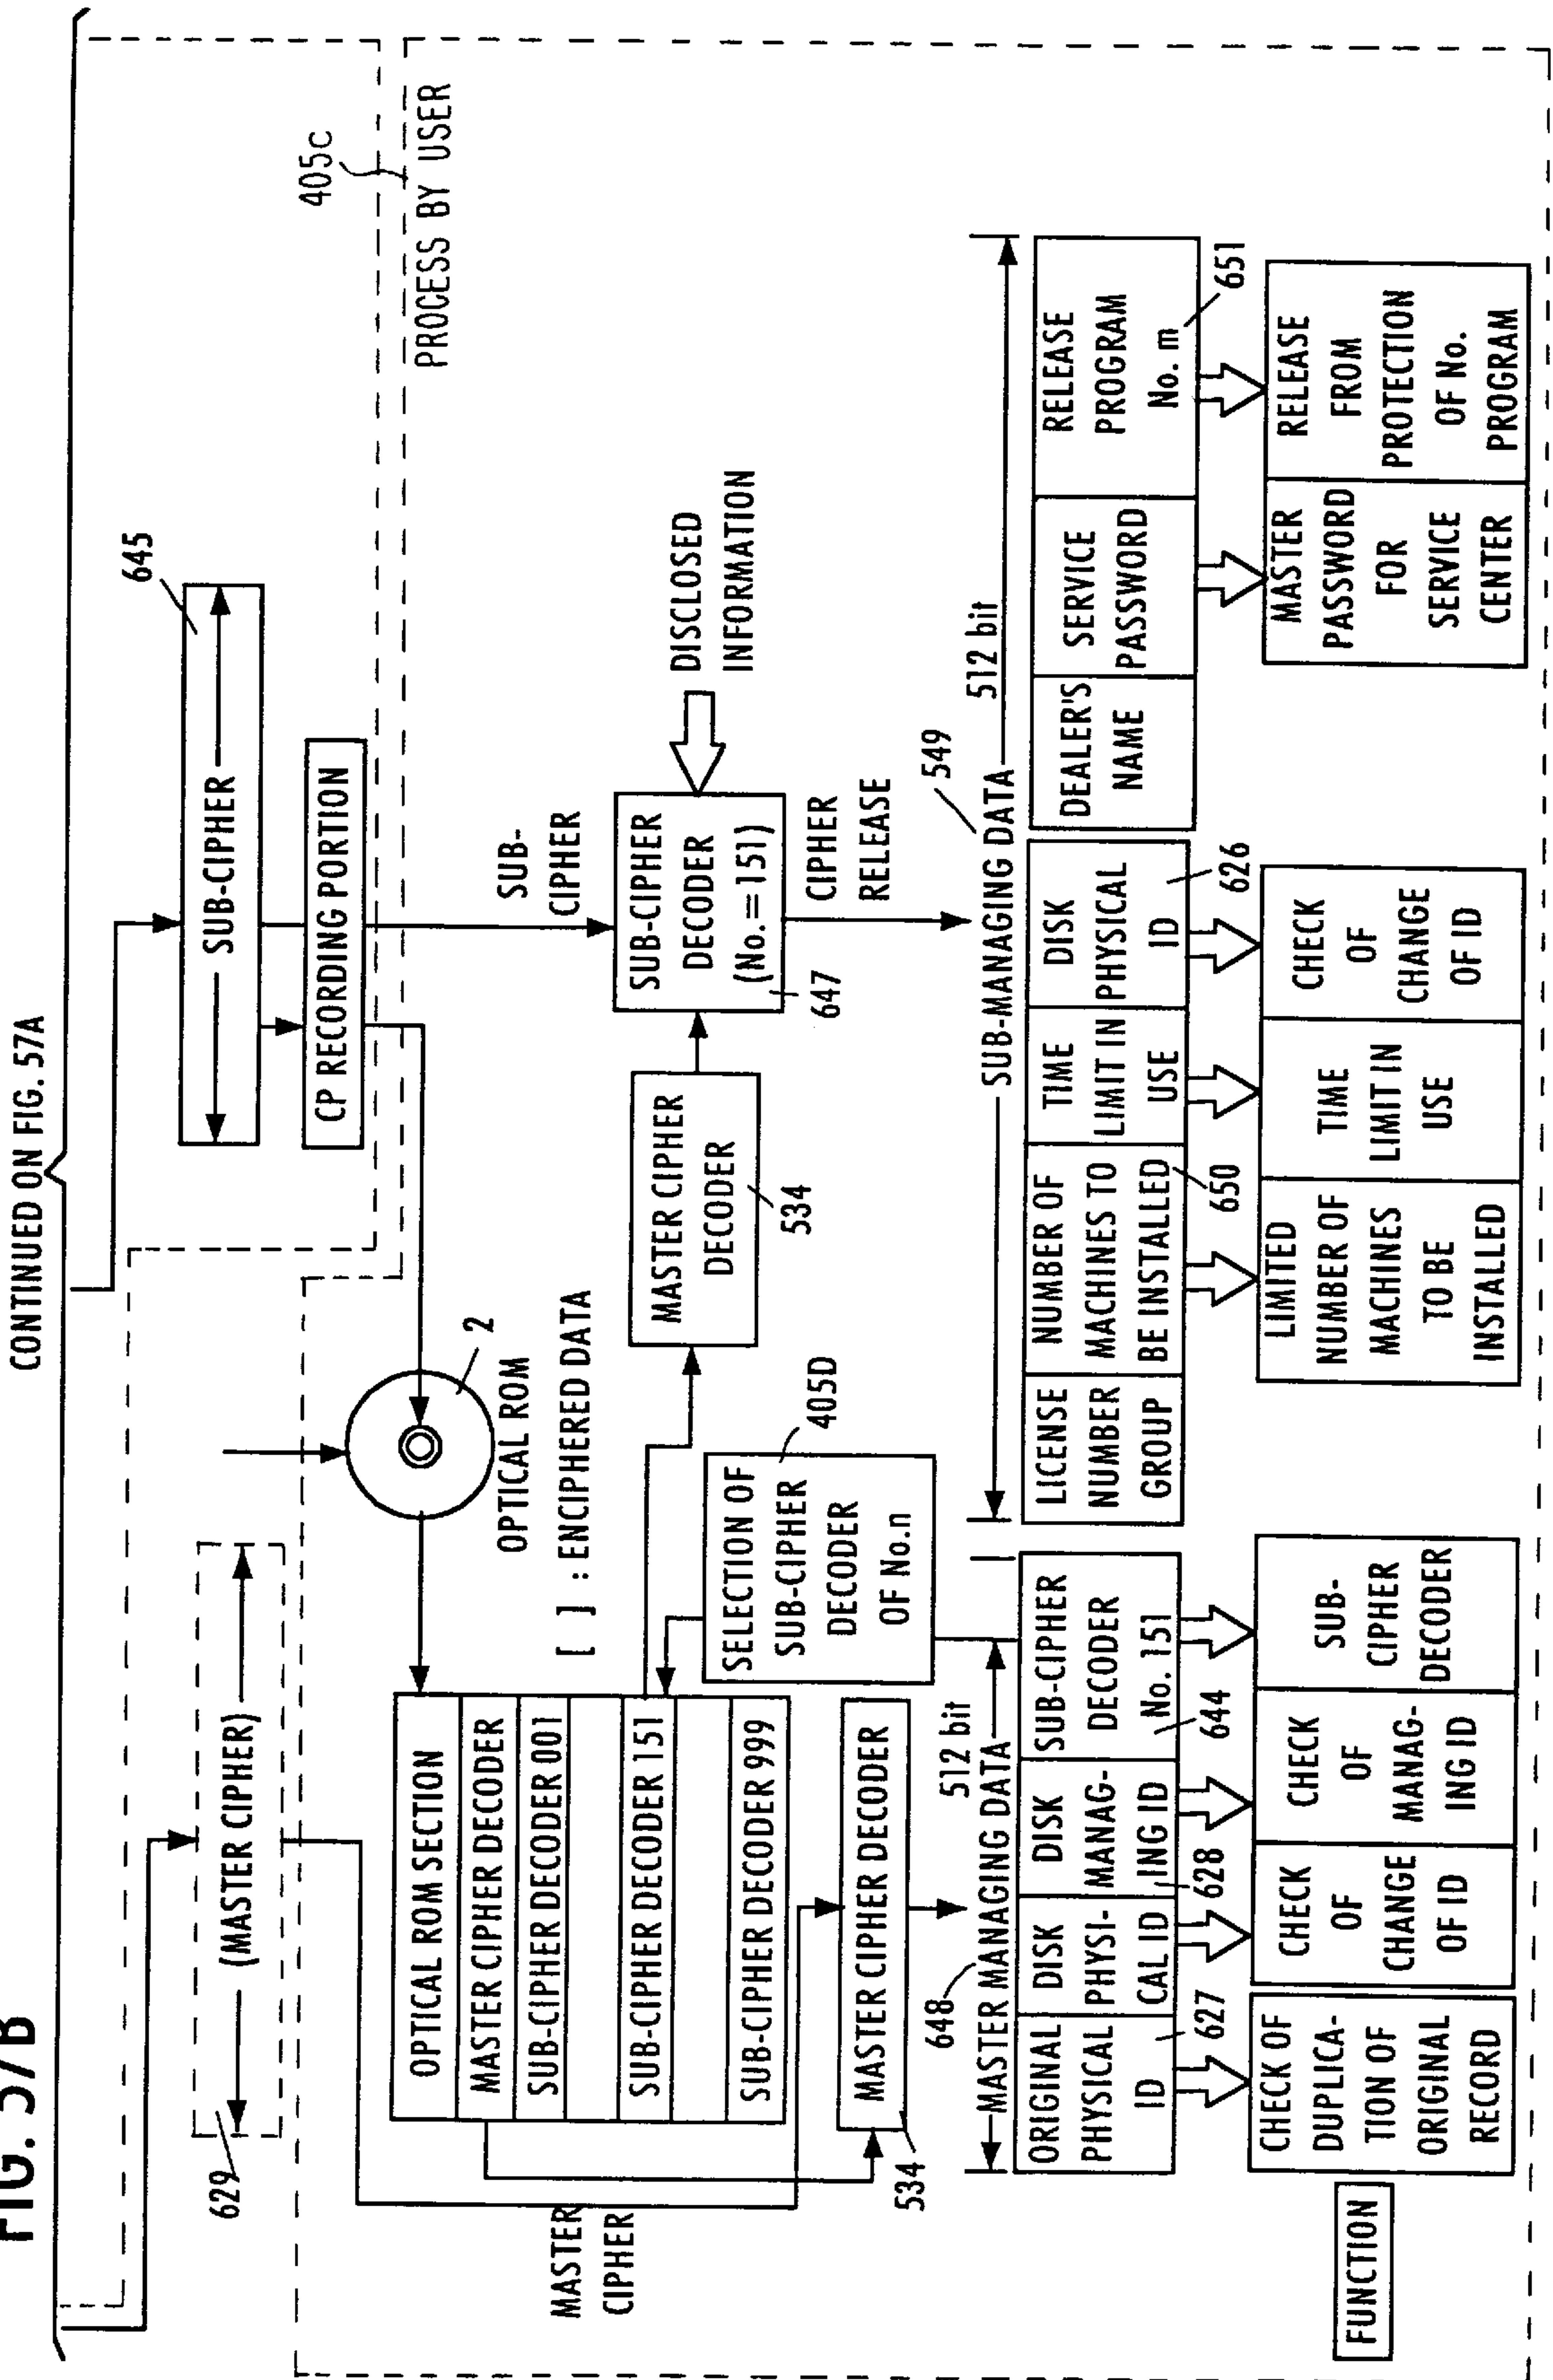 FIG. 57B
CONTINUED ON FIG. 57A
629
(MASTER CIPHER)
645
SUB-CIPHER
CP RECORDING PORTION
405c
PROCESS BY USER
2
OPTICAL ROM
[ ] : ENCIPHERED DATA
MASTER
CIPHER
OPTICAL ROM SECTION
MASTER CIPHER DECODER
SUB-CIPHER DECODER 001
SUB-CIPHER DECODER 151
SUB-CIPHER DECODER 999
SELECTION OF
SUB-CIPHER
DECODER
OF No.n
405D
MASTER CIPHER DECODER
534
MASTER CIPHER
DECODER
534
SUB-
CIPHER
SUB-CIPHER
DECODER
(No.=151)
647
DISCLOSED
INFORMATION
CIPHER
RELEASE
648
512 bit
MASTER MANAGING DATA
ORIGINAL
PHYSICAL
ID
627
DISK
PHYSI-
CAL ID
DISK
MANAG-
ING ID
628
SUB-CIPHER
DECODER
No. 151
644
549
SUB-MANAGING DATA
512 bit
LICENSE
NUMBER
GROUP
NUMBER OF
MACHINES TO
BE INSTALLED
650
TIME
LIMIT IN
USE
DISK
PHYSICAL
ID
626
DEALER'S
NAME
SERVICE
PASSWORD
RELEASE
PROGRAM
No. m
651
FUNCTION
CHECK OF
DUPLICA-
TION OF
ORIGINAL
RECORD
CHECK
OF
CHANGE
OF ID
CHECK
OF
MANAG-
ING ID
SUB-
CIPHER
DECODER
LIMITED
NUMBER OF
MACHINES
TO BE
INSTALLED
TIME
LIMIT IN
USE
CHECK
OF
CHANGE
OF ID
MASTER
PASSWORD
FOR
SERVICE
CENTER
RELEASE
FROM
PROTECTION
OF No.
PROGRAM